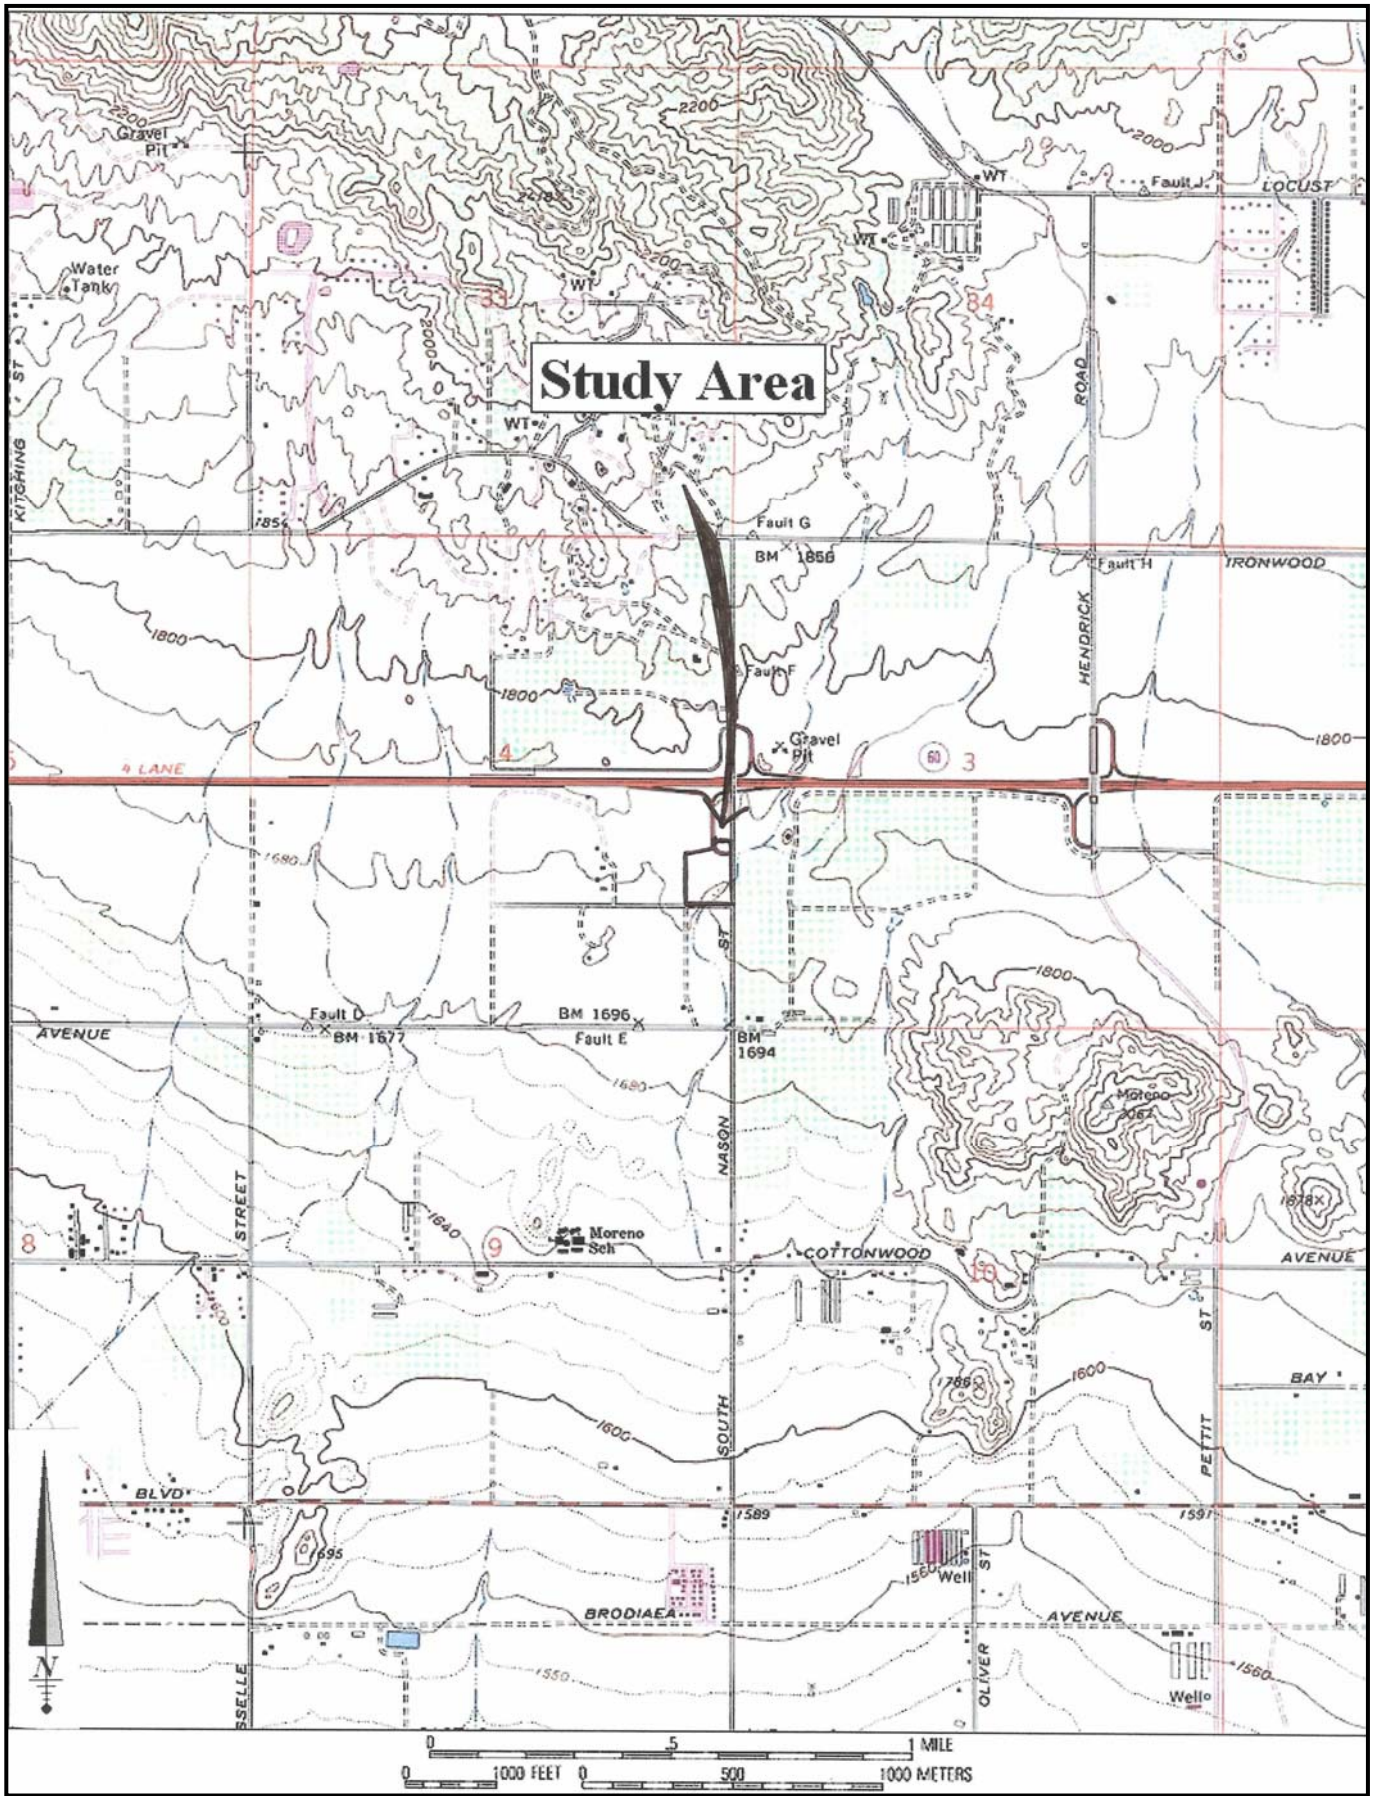 2200
Gravel
Pit
2200
2000
WT
Fault J
LOCUST
2478
WT
2200
Water
Tank
WT
33
34
2000
ST
KITCHING
Study Area
ROAD
WT
1854
Fault G
BM 1856
Fault H
IRONWOOD
HENDRICK
1800
Fault F
1800
Gravel
Pit
1800
4
60
3
4 LANE
1680
ST
1800
Fault D
BM 1677
BM 1696
Fault E
AVENUE
BM
1694
1680
Moreno
NASON
STREET
1640
1878
8
9
Moreno
Sch
COTTONWOOD
10
AVENUE
ST
1786
1600
BAY
1600
SOUTH
PETTIT
BLVD
1589
1591
1695
1560
Well
ST
BRODIAEA
AVENUE
OLIVER
1550
1560
Well
SSELLE
N
0 .5 1 MILE
0 1000 FEET 0 500 1000 METERS